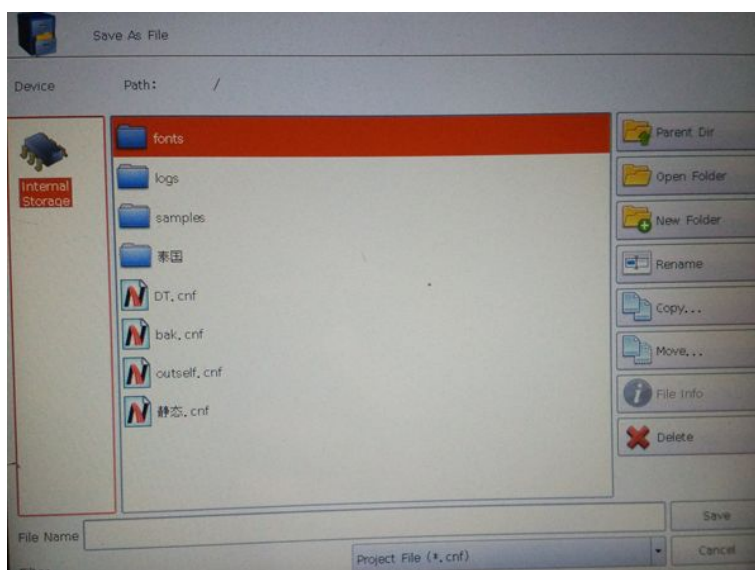 Save As File
Device
Path: /
Internal
Storage
fonts
logs
samples
泰国
DT.cnf
bak.cnf
outself.cnf
静态.cnf
Parent Dir
Open Folder
New Folder
Rename
Copy...
Move...
File Info
Delete
File Name
Save
Project File (*.cnf)
Cancel